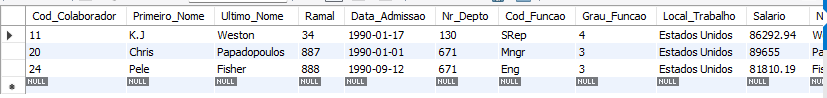 Cod_Colaborador Primeiro_Nome Ultimo_Nome Ramal Data_Admissao Nr_Depto Cod_Funcao Grau_Funcao Local_Trabalho Salario N
11 K.J Weston 34 1990-01-17 130 SRep 4 Estados Unidos 86292.94 W
20 Chris Papadopoulos 887 1990-01-01 671 Mngr 3 Estados Unidos 89655 Pa
24 Pele Fisher 888 1990-09-12 671 Eng 3 Estados Unidos 81810.19 Fis
NULL NULL NULL NULL NULL NULL NULL NULL NULL NULL